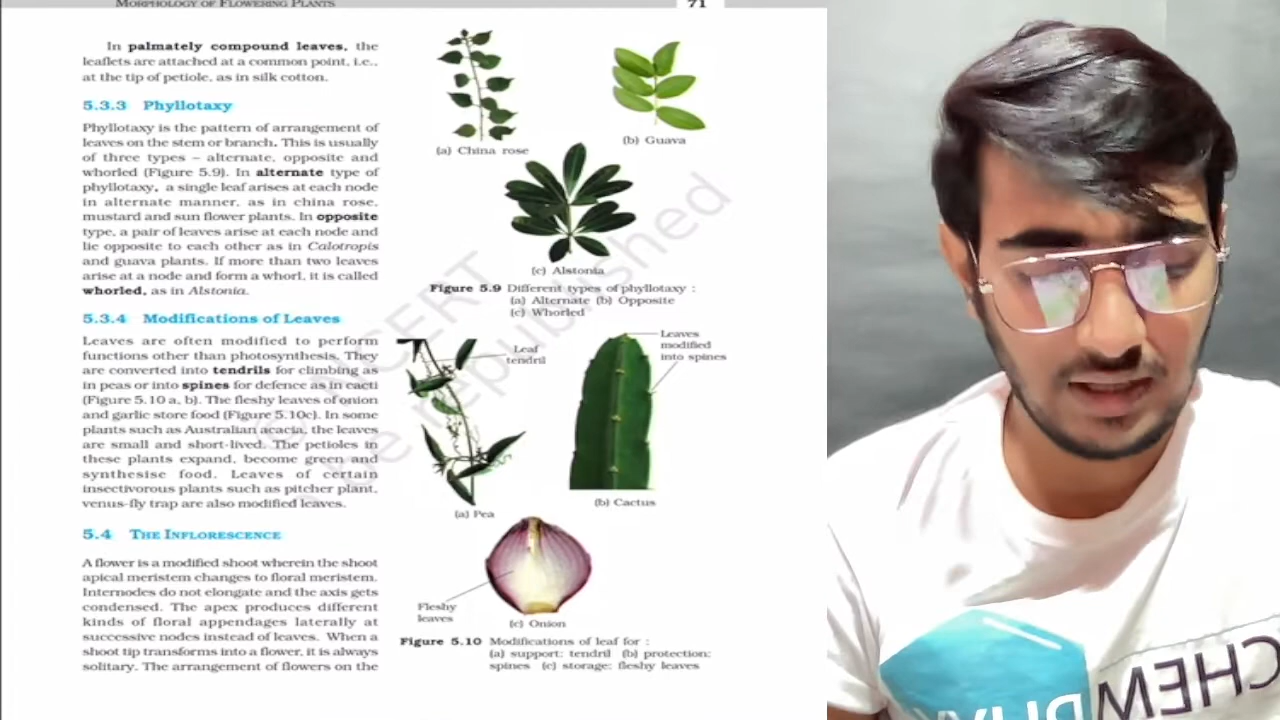 MORPHOLOGY OF FLOWERING PLANTS
71
In palmately compound leaves, the
leaflets are attached at a common point, i.e.,
at the tip of petiole, as in silk cotton.
5.3.3 Phyllotaxy
Phyllotaxy is the pattern of arrangement of
leaves on the stem or branch. This is usually
of three types – alternate, opposite and
whorled (Figure 5.9). In alternate type of
phyllotaxy, a single leaf arises at each node
in alternate manner, as in china rose,
mustard and sun flower plants. In opposite
type, a pair of leaves arise at each node and
lie opposite to each other as in Calotropis
and guava plants. If more than two leaves
arise at a node and form a whorl, it is called
whorled, as in Alstonia.
5.3.4 Modifications of Leaves
Leaves are often modified to perform
functions other than photosynthesis. They
are converted into tendrils for climbing as
in peas or into spines for defence as in cacti
(Figure 5.10 a, b). The fleshy leaves of onion
and garlic store food (Figure 5.10c). In some
plants such as Australian acacia, the leaves
are small and short-lived. The petioles in
these plants expand, become green and
synthesise food. Leaves of certain
insectivorous plants such as pitcher plant,
venus-fly trap are also modified leaves.
5.4 THE INFLORESCENCE
A flower is a modified shoot wherein the shoot
apical meristem changes to floral meristem.
Internodes do not elongate and the axis gets
condensed. The apex produces different
kinds of floral appendages laterally at
successive nodes instead of leaves. When a
shoot tip transforms into a flower, it is always
solitary. The arrangement of flowers on the
(a) China rose
(b) Guava
(c) Alstonia
Figure 5.9 Different types of phyllotaxy :
(a) Alternate (b) Opposite
(c) Whorled
Leaf
tendril
Leaves
modified
into spines
(a) Pea
(b) Cactus
Fleshy
leaves
(c) Onion
Figure 5.10 Modifications of leaf for :
(a) support: tendril (b) protection:
spines (c) storage: fleshy leaves
republished
CHEM